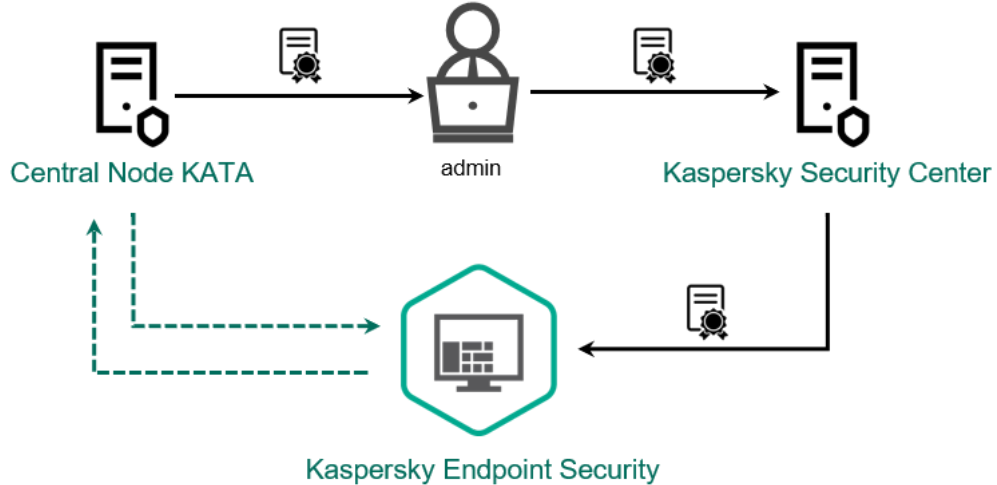 Central Node KATA
admin
Kaspersky Security Center
Kaspersky Endpoint Security